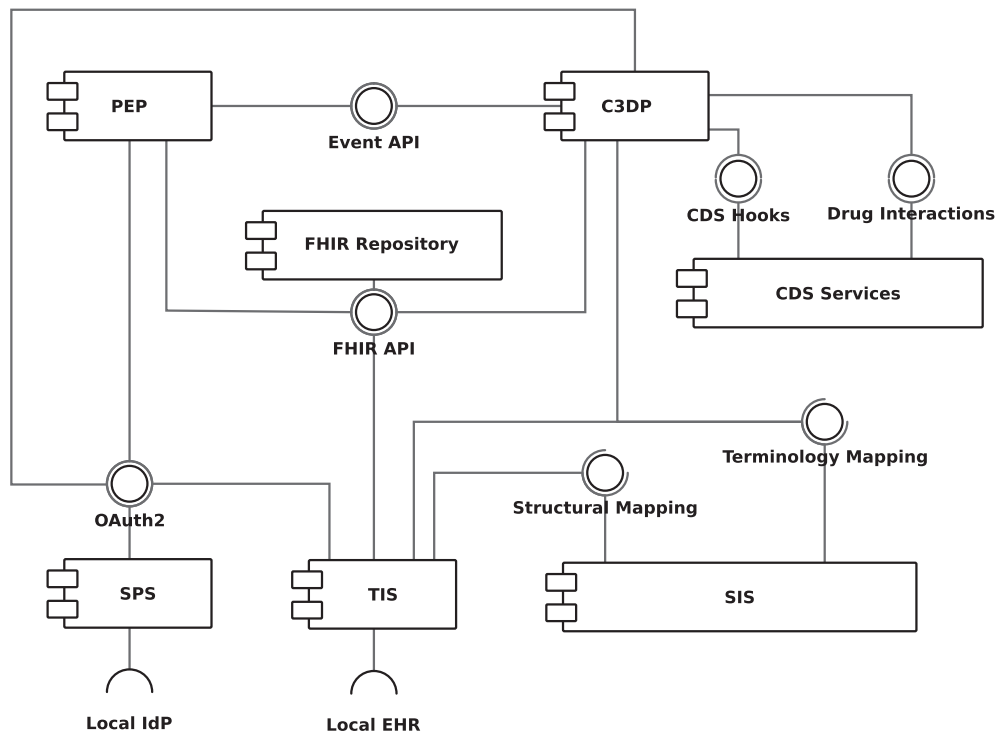 PEP
C3DP
Event API
CDS Hooks
Drug Interactions
FHIR Repository
CDS Services
FHIR API
Terminology Mapping
Structural Mapping
OAuth2
SPS
TIS
SIS
Local IdP
Local EHR